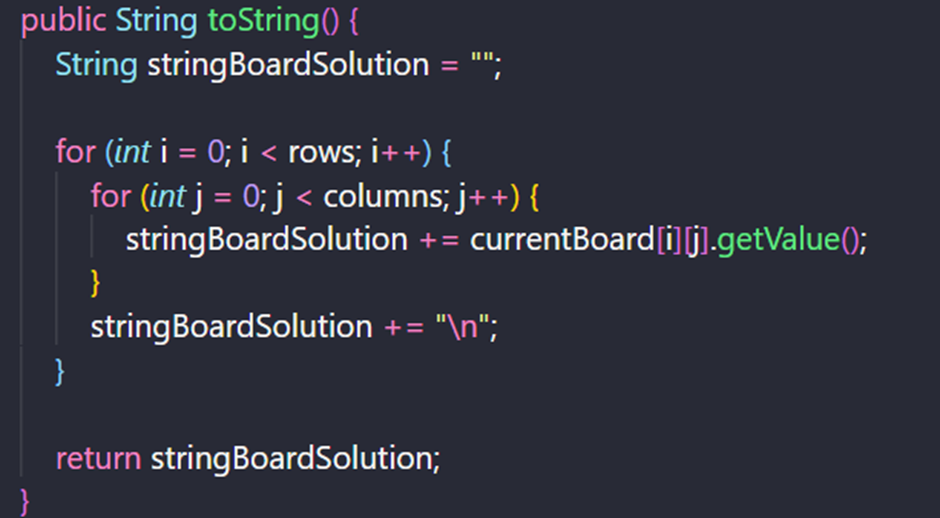 public String toString() {
String stringBoardSolution = "";
for (int i = 0; i < rows; i++) {
for (int j = 0; j < columns; j++) {
stringBoardSolution += currentBoard[i][j].getValue();
}
stringBoardSolution += "\n";
}
return stringBoardSolution;
}